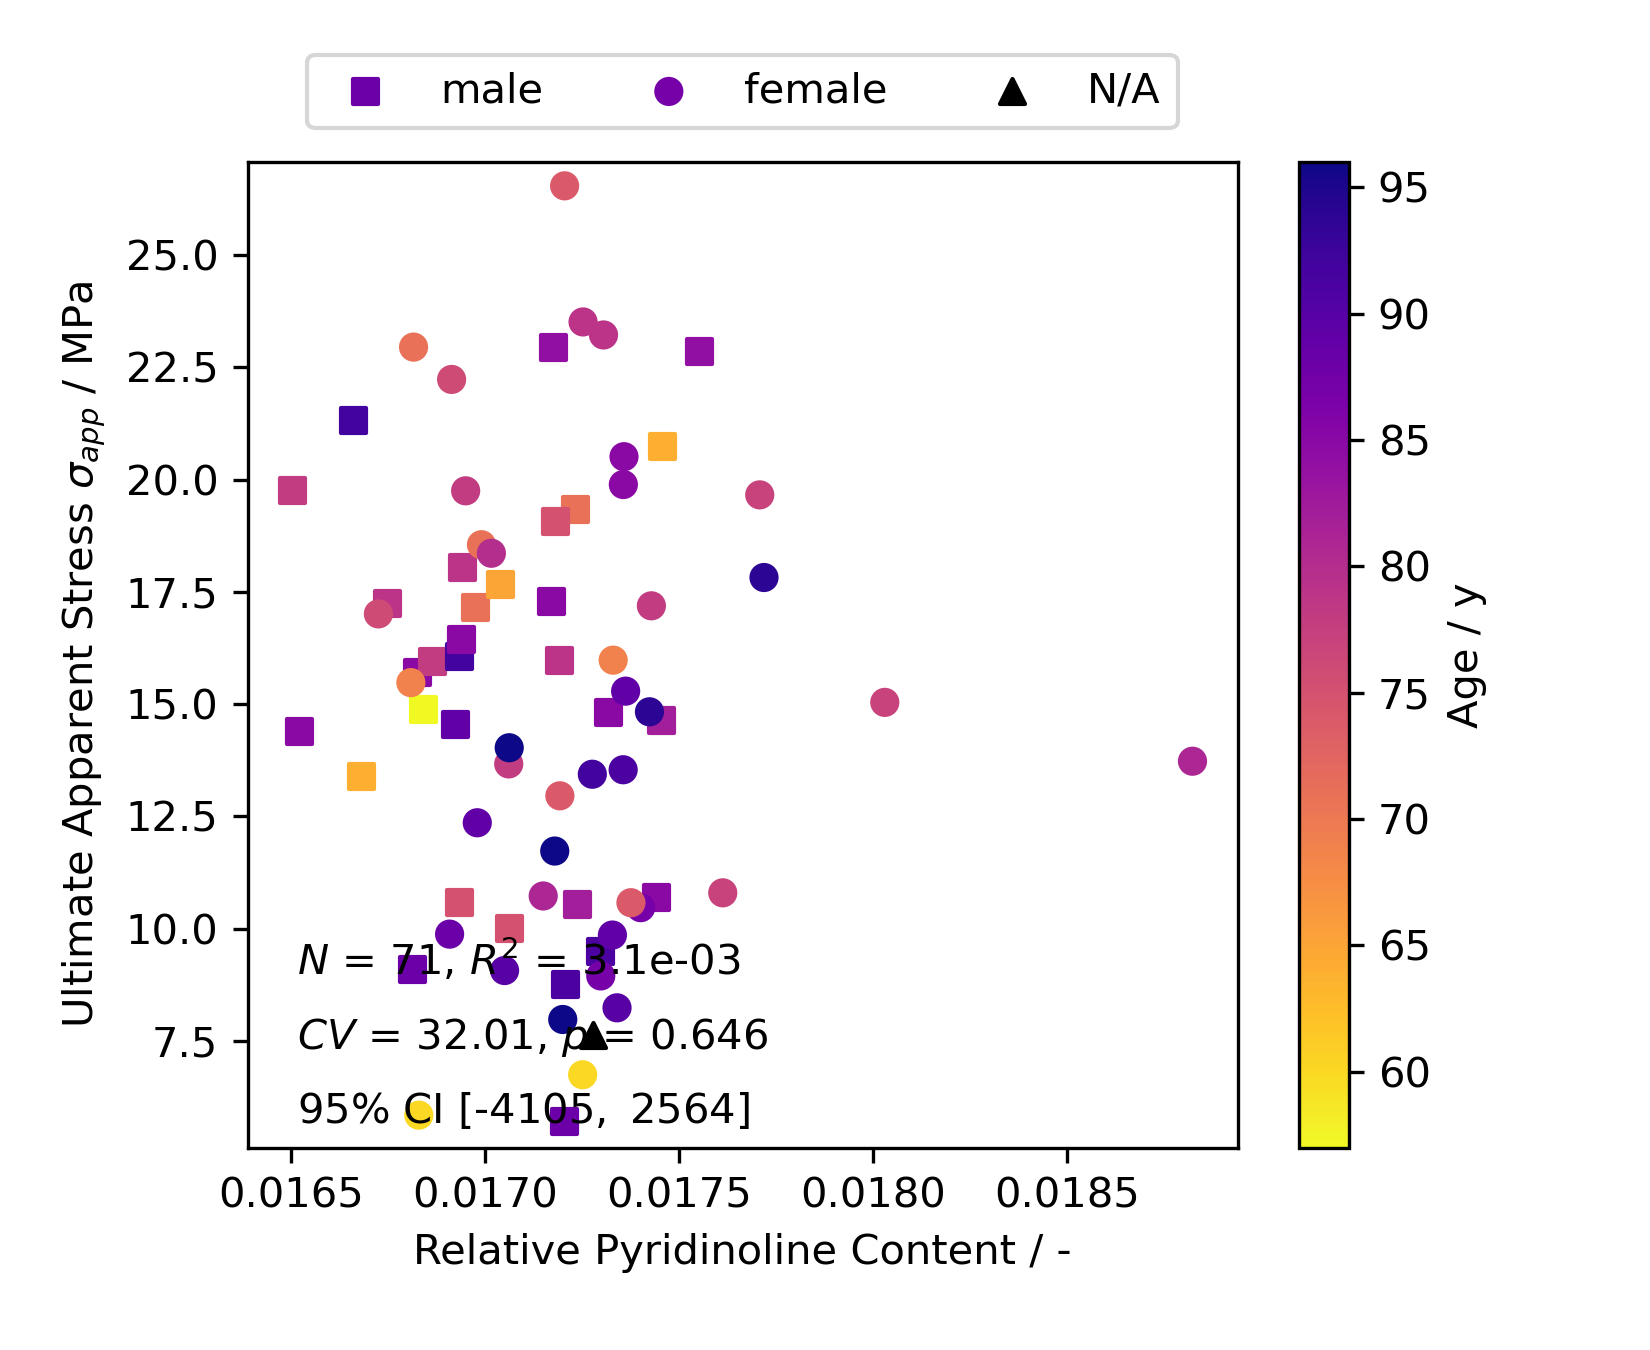 male female N/A
25.0
22.5
20.0
17.5
15.0
12.5
10.0
7.5
Ultimate Apparent Stress σapp / MPa
N = 71, R² = 3.1e-03
CV = 32.01, p = 0.646
95% CI [-4105, 2564]
0.0165 0.0170 0.0175 0.0180 0.0185
Relative Pyridinoline Content / -
95
90
85
80
75
70
65
60
Age / y